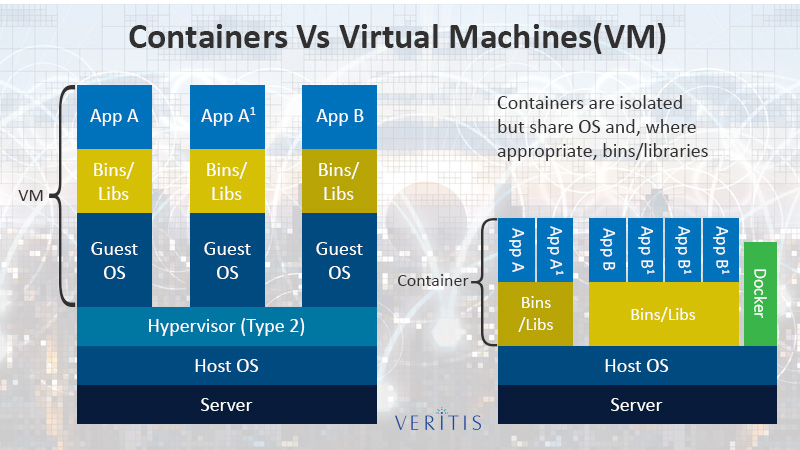 Containers Vs Virtual Machines(VM)
VM
App A
App A¹
App B
Bins/
Libs
Bins/
Libs
Bins/
Libs
Guest
OS
Guest
OS
Guest
OS
Hypervisor (Type 2)
Host OS
Server
Containers are isolated
but share OS and, where
appropriate, bins/libraries
Container
App A
App A¹
App B
App B¹
App B¹
App B¹
Bins
/Libs
Bins/Libs
Docker
Host OS
Server
VERITIS